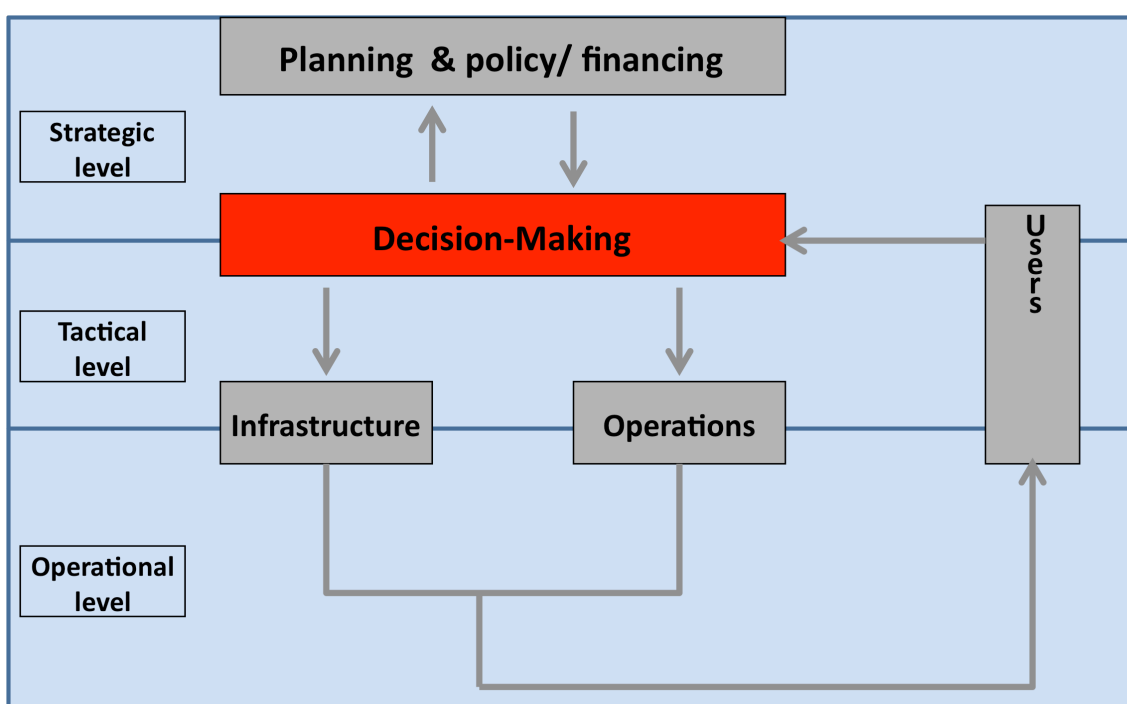 Planning & policy/ financing
Strategic
level
Decision-Making
Users
Tactical
level
Infrastructure
Operations
Operational
level